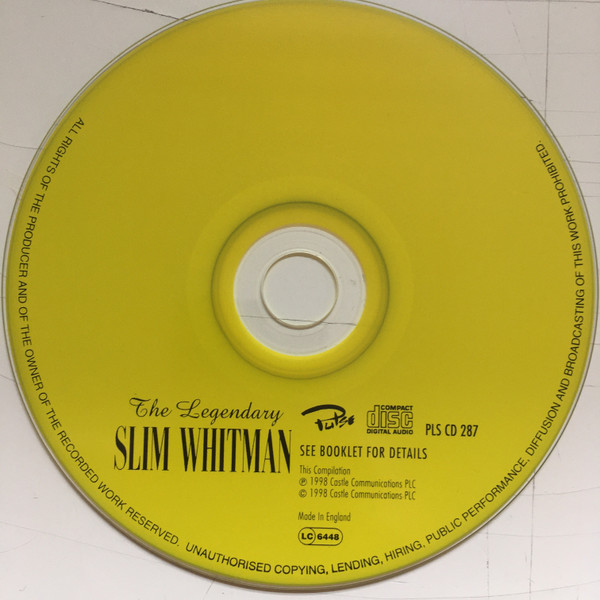 ALL RIGHTS OF THE PRODUCER AND OF THE OWNER OF THE RECORDED WORK RESERVED. UNAUTHORISED COPYING, LENDING, HIRING, PUBLIC PERFORMANCE, DIFFUSION AND BROADCASTING OF THIS WORK PROHIBITED.
The Legendary
SLIM WHITMAN
Pulse
COMPACT
disc
DIGITAL AUDIO
PLS CD 287
SEE BOOKLET FOR DETAILS
This Compilation
℗ 1998 Castle Communications PLC
© 1998 Castle Communications PLC
Made In England
LC 6448